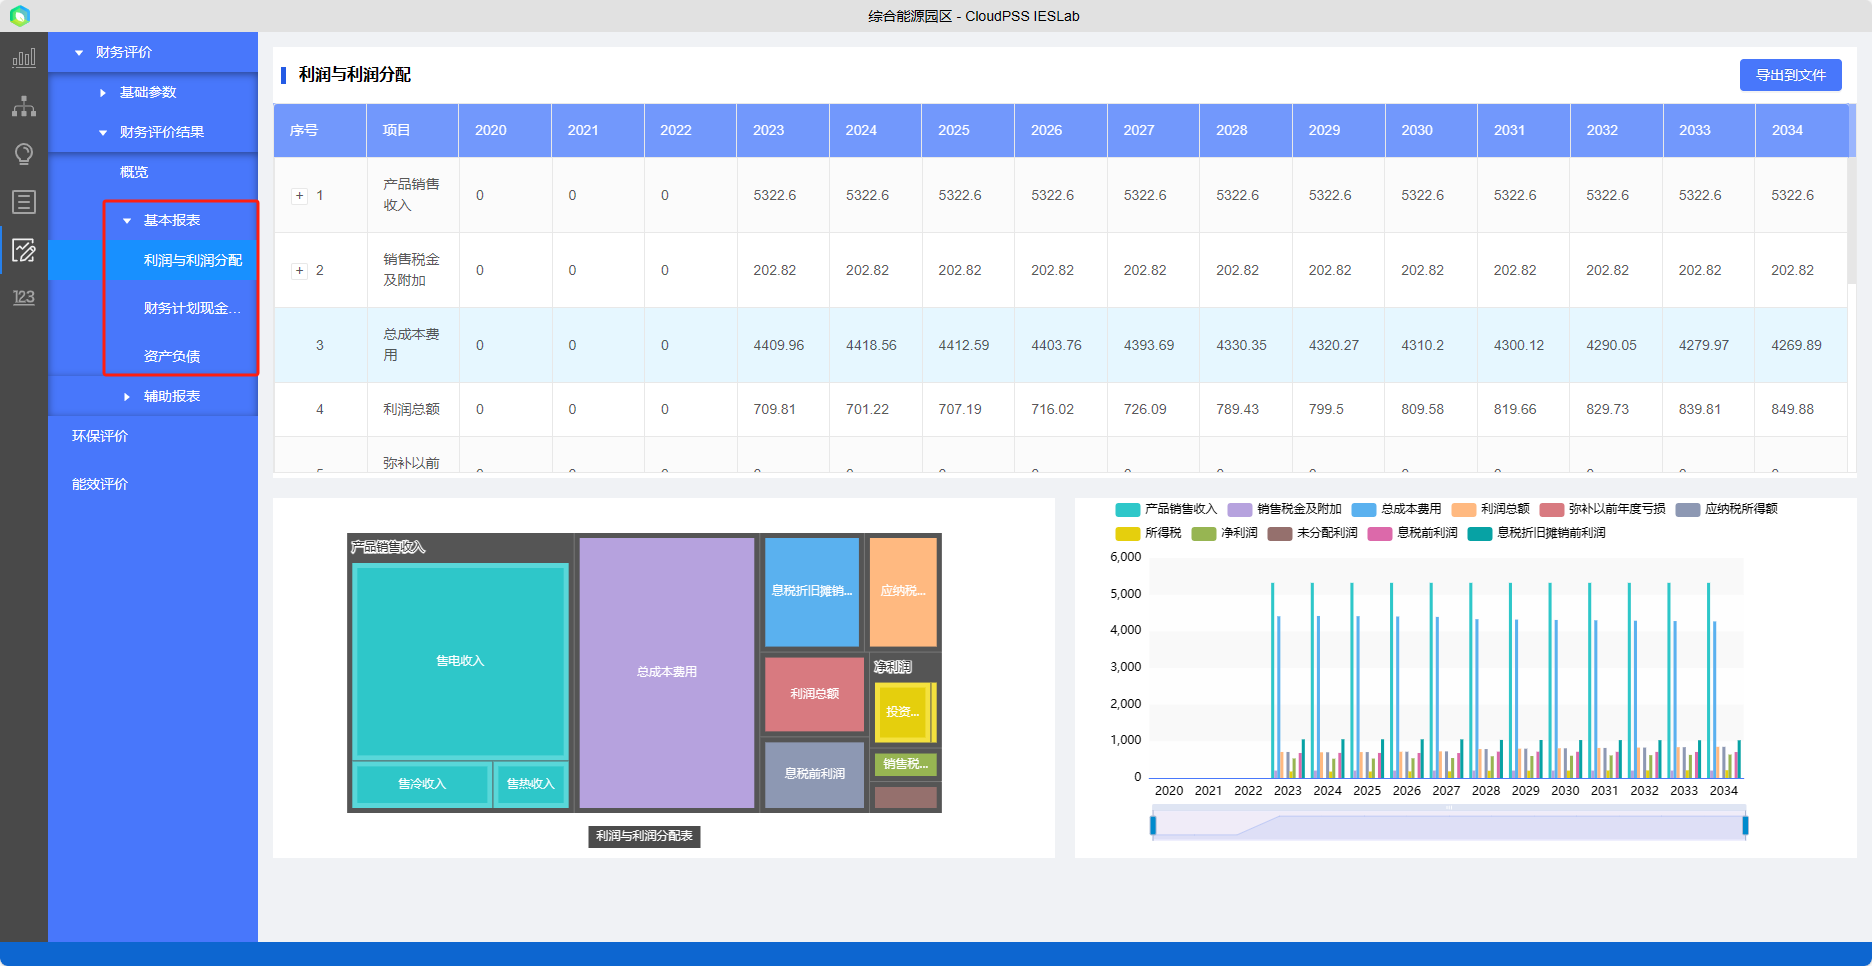 综合能源园区 - CloudPSS IESLab
财务评价
基础参数
财务评价结果
概览
基本报表
利润与利润分配
财务计划现金...
资产负债
辅助报表
环保评价
能效评价
123
利润与利润分配
导出到文件
序号 项目 2020 2021 2022 2023 2024 2025 2026 2027 2028 2029 2030 2031 2032 2033 2034
+ 1 产品销售收入 0 0 0 5322.6 5322.6 5322.6 5322.6 5322.6 5322.6 5322.6 5322.6 5322.6 5322.6 5322.6 5322.6
+ 2 销售税金及附加 0 0 0 202.82 202.82 202.82 202.82 202.82 202.82 202.82 202.82 202.82 202.82 202.82 202.82
3 总成本费用 0 0 0 4409.96 4418.56 4412.59 4403.76 4393.69 4330.35 4320.27 4310.2 4300.12 4290.05 4279.97 4269.89
4 利润总额 0 0 0 709.81 701.22 707.19 716.02 726.09 789.43 799.5 809.58 819.66 829.73 839.81 849.88
弥补以前
产品销售收入
售电收入
售冷收入
售热收入
总成本费用
息税折旧摊销...
应纳税...
利润总额
净利润
投资...
息税前利润
销售税...
利润与利润分配表
产品销售收入 销售税金及附加 总成本费用 利润总额 弥补以前年度亏损 应纳税所得额
所得税 净利润 未分配利润 息税前利润 息税折旧摊销前利润
6,000
5,000
4,000
3,000
2,000
1,000
0
2020 2021 2022 2023 2024 2025 2026 2027 2028 2029 2030 2031 2032 2033 2034